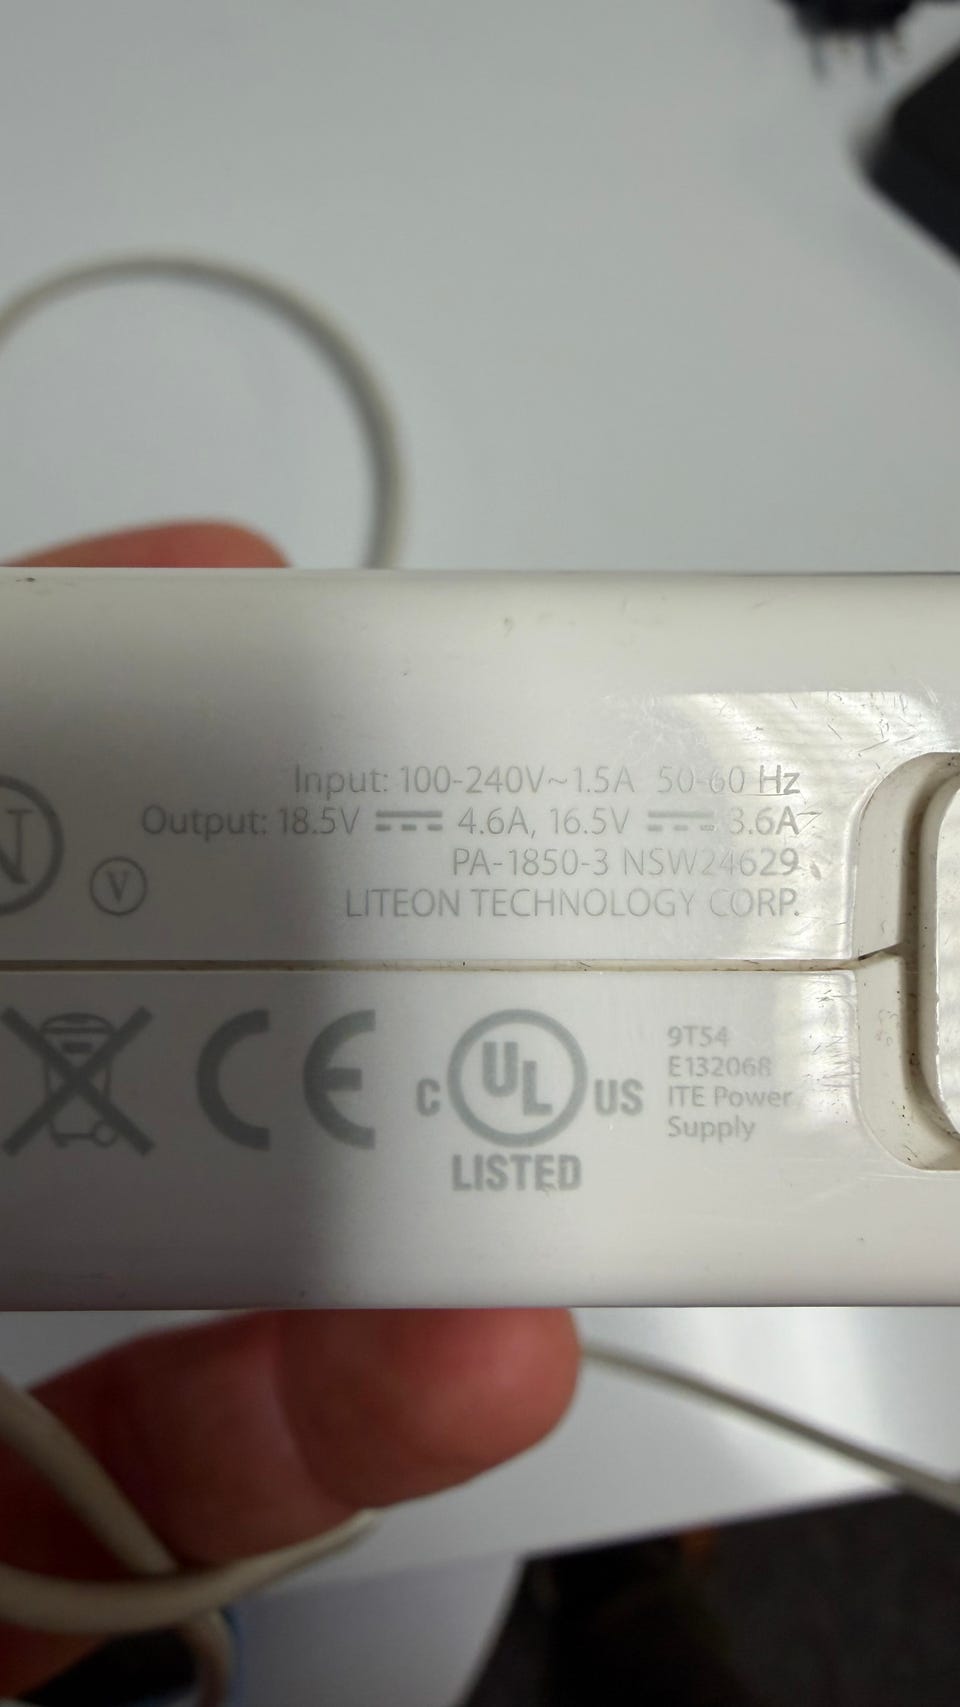 Input: 100-240V~1.5A 50-60 Hz
Output: 18.5V ⎓ 4.6A, 16.5V ⎓ 3.6A
PA-1850-3 NSW24629
LITEON TECHNOLOGY CORP.
N
V
CE
C UL US
LISTED
9T54
E132068
ITE Power
Supply